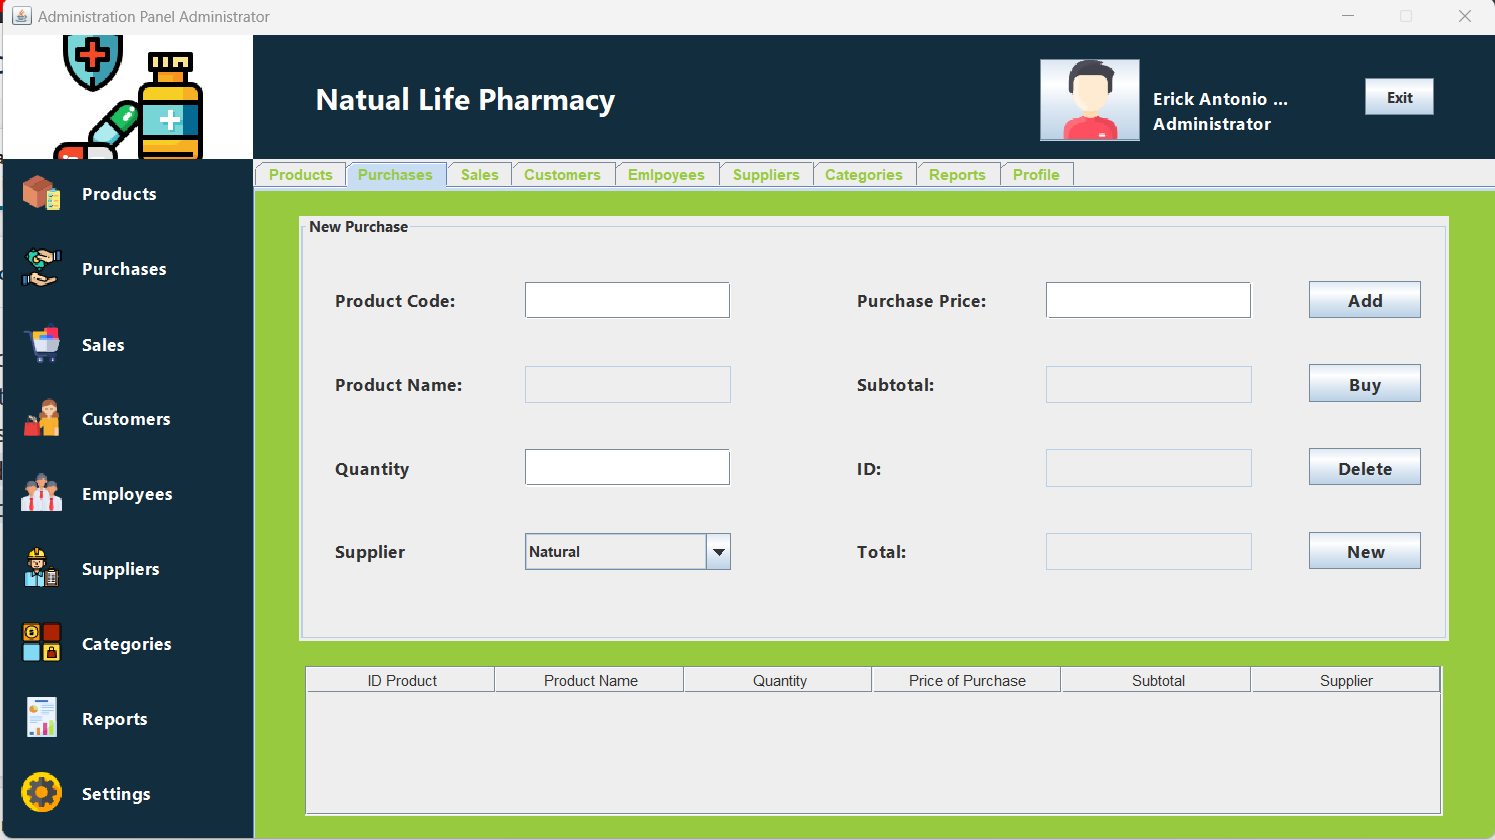 Administration Panel Administrator
Natual Life Pharmacy
Erick Antonio ...
Administrator
Exit
Products
Purchases
Sales
Customers
Employees
Suppliers
Categories
Reports
Settings
Products Purchases Sales Customers Emlpoyees Suppliers Categories Reports Profile
New Purchase
Product Code: Purchase Price: Add
Product Name: Subtotal: Buy
Quantity ID: Delete
Supplier Natural Total: New
ID Product Product Name Quantity Price of Purchase Subtotal Supplier